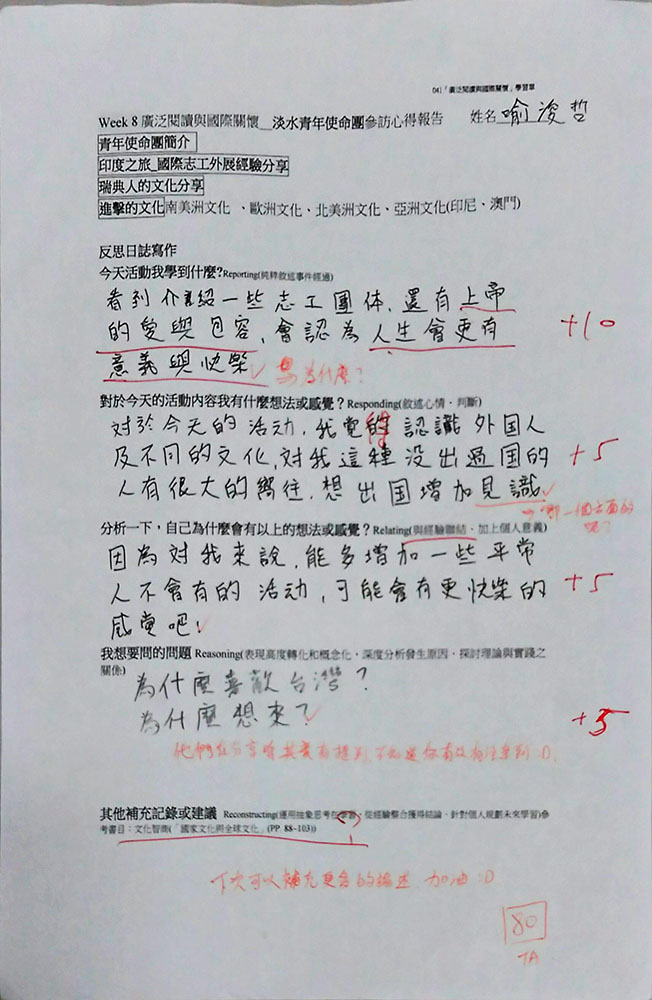 041「廣泛閱讀與國際關懷」學習單
Week 8 廣泛閱讀與國際關懷__淡水青年使命團參訪心得報告 姓名 喻浚哲
青年使命團簡介
印度之旅_國際志工外展經驗分享
瑞典人的文化分享
進擊的文化 南美洲文化、歐洲文化、北美洲文化、亞洲文化(印尼、澳門)
反思日誌寫作
今天活動我學到什麼?Reporting(純粹敘述事件經過)
看到介紹一些志工團体,還有上帝
的愛與包容,會認為人生會更有 +10
意義與快樂 為什麼?
對於今天的活動內容我有什麼想法或感覺? Responding(敘述心情、判斷)
對於今天的活动,我覚得認識外国人
及不同的文化,对我這種没出過国的 +5
人有很大的嚮往,想出国增加見識
哪一個方面的
呢?
分析一下,自己為什麼會有以上的想法或感覺? Relating(與經驗聯結、加上個人意義)
因為对我來說,能多增加一些平常
人不會有的活动,可能會有更快樂的 +5
感覚吧!
我想要問的問題 Reasoning(表現高度轉化和概念化、深度分析發生原因、探討理論與實踐之
關係)
為什麼喜歡台灣?
為什麼想來? +5
他們在分享時其實有提到,不知道你有沒有注意到:D.
其他補充記錄或建議 Reconstructing(運用抽象思考在學習、從經驗整合獲得結論、針對個人規劃未來學習)參
考書目:文化智商(「國家文化與全球文化」(PP 88-103))
下次可以補充更多的描述,加油:D
80
TA